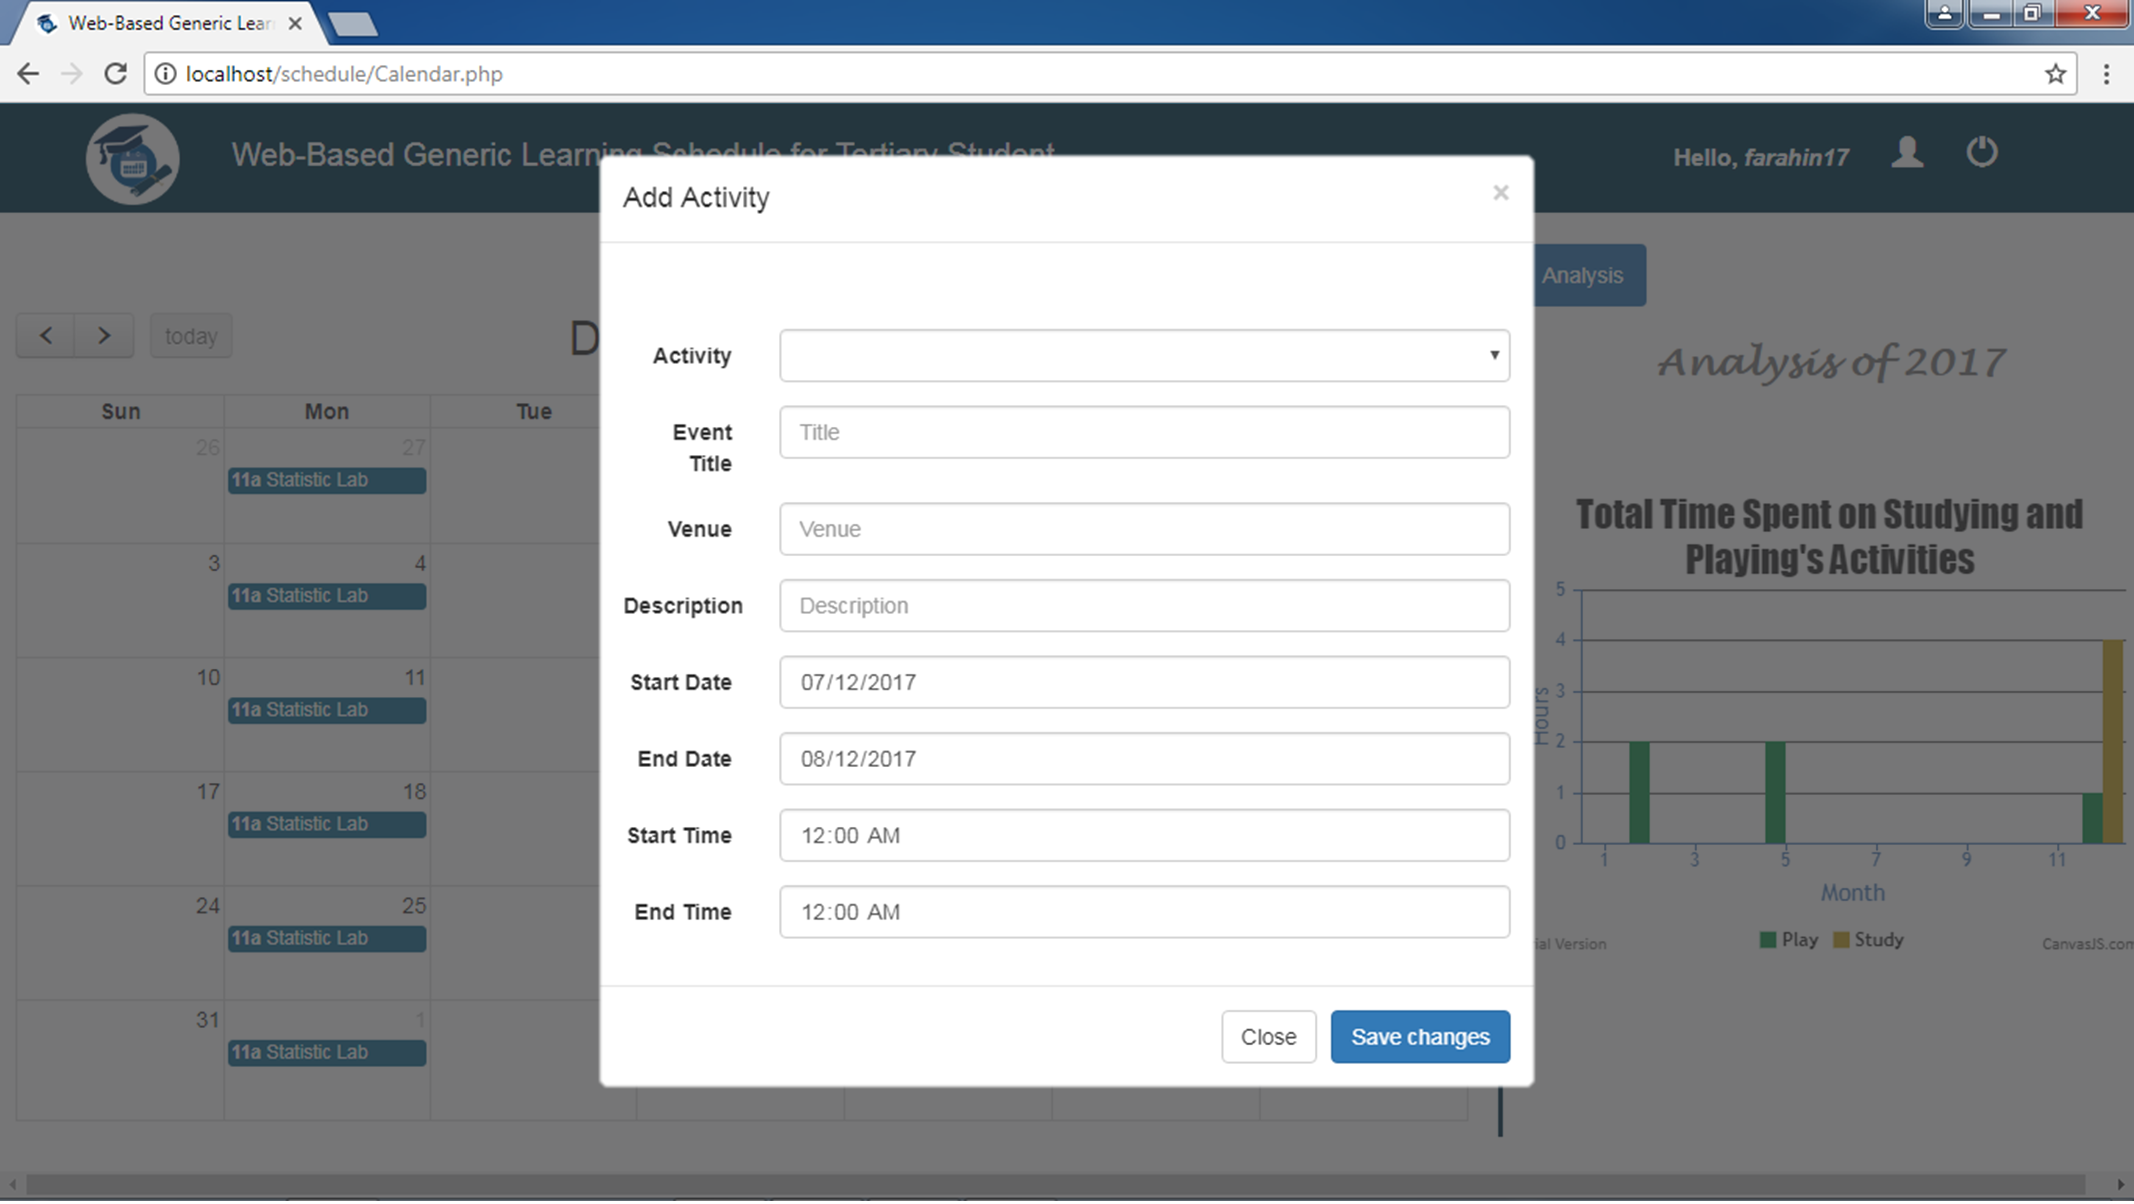 Web-Based Generic Lear
localhost/schedule/Calendar.php
Web-Based Generic Learning Schedule for Tertiary Student
Hello, farahin17
Add Activity
×
Analysis
today
D
Analysis of 2017
Sun Mon Tue
26 27
11a Statistic Lab
3 4
11a Statistic Lab
10 11
11a Statistic Lab
17 18
11a Statistic Lab
24 25
11a Statistic Lab
31 1
11a Statistic Lab
Activity
Event
Title
Title
Venue Venue
Description Description
Start Date 07/12/2017
End Date 08/12/2017
Start Time 12:00 AM
End Time 12:00 AM
Close Save changes
Total Time Spent on Studying and
Playing's Activities
Hours
5
4
3
2
1
0
1 3 5 7 9 11
Month
Play Study
ial Version
CanvasJS.com